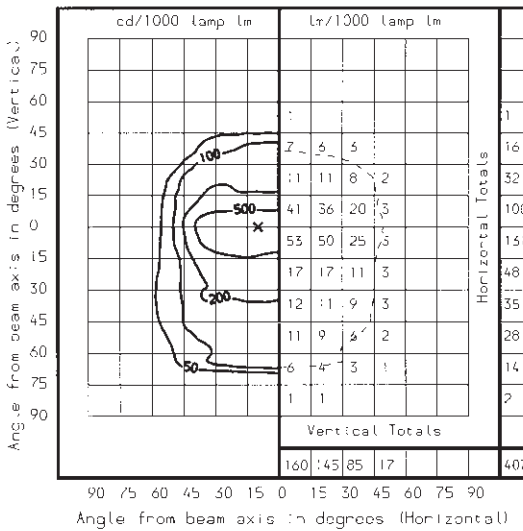 cd/1000 lamp lm lm/1000 lamp lm
90
75
60
1 1
45
7 6 16
100
30
11 11 8 2 32
15
500
41 36 20 3
0
53 50 25
15
17 17 11 3 48
30
200
12 11 9 3 35
45
11 9 6 2 28
60
50
6 4 3 1 14
75
1 1 2
90
Angle from beam axis in degrees (Vertical)
Horizontal Totals
Vertical Totals
160 145 85 17 407
90 75 60 45 30 15 0 15 30 45 60 75 90
Angle from beam axis in degrees (Horizontal)